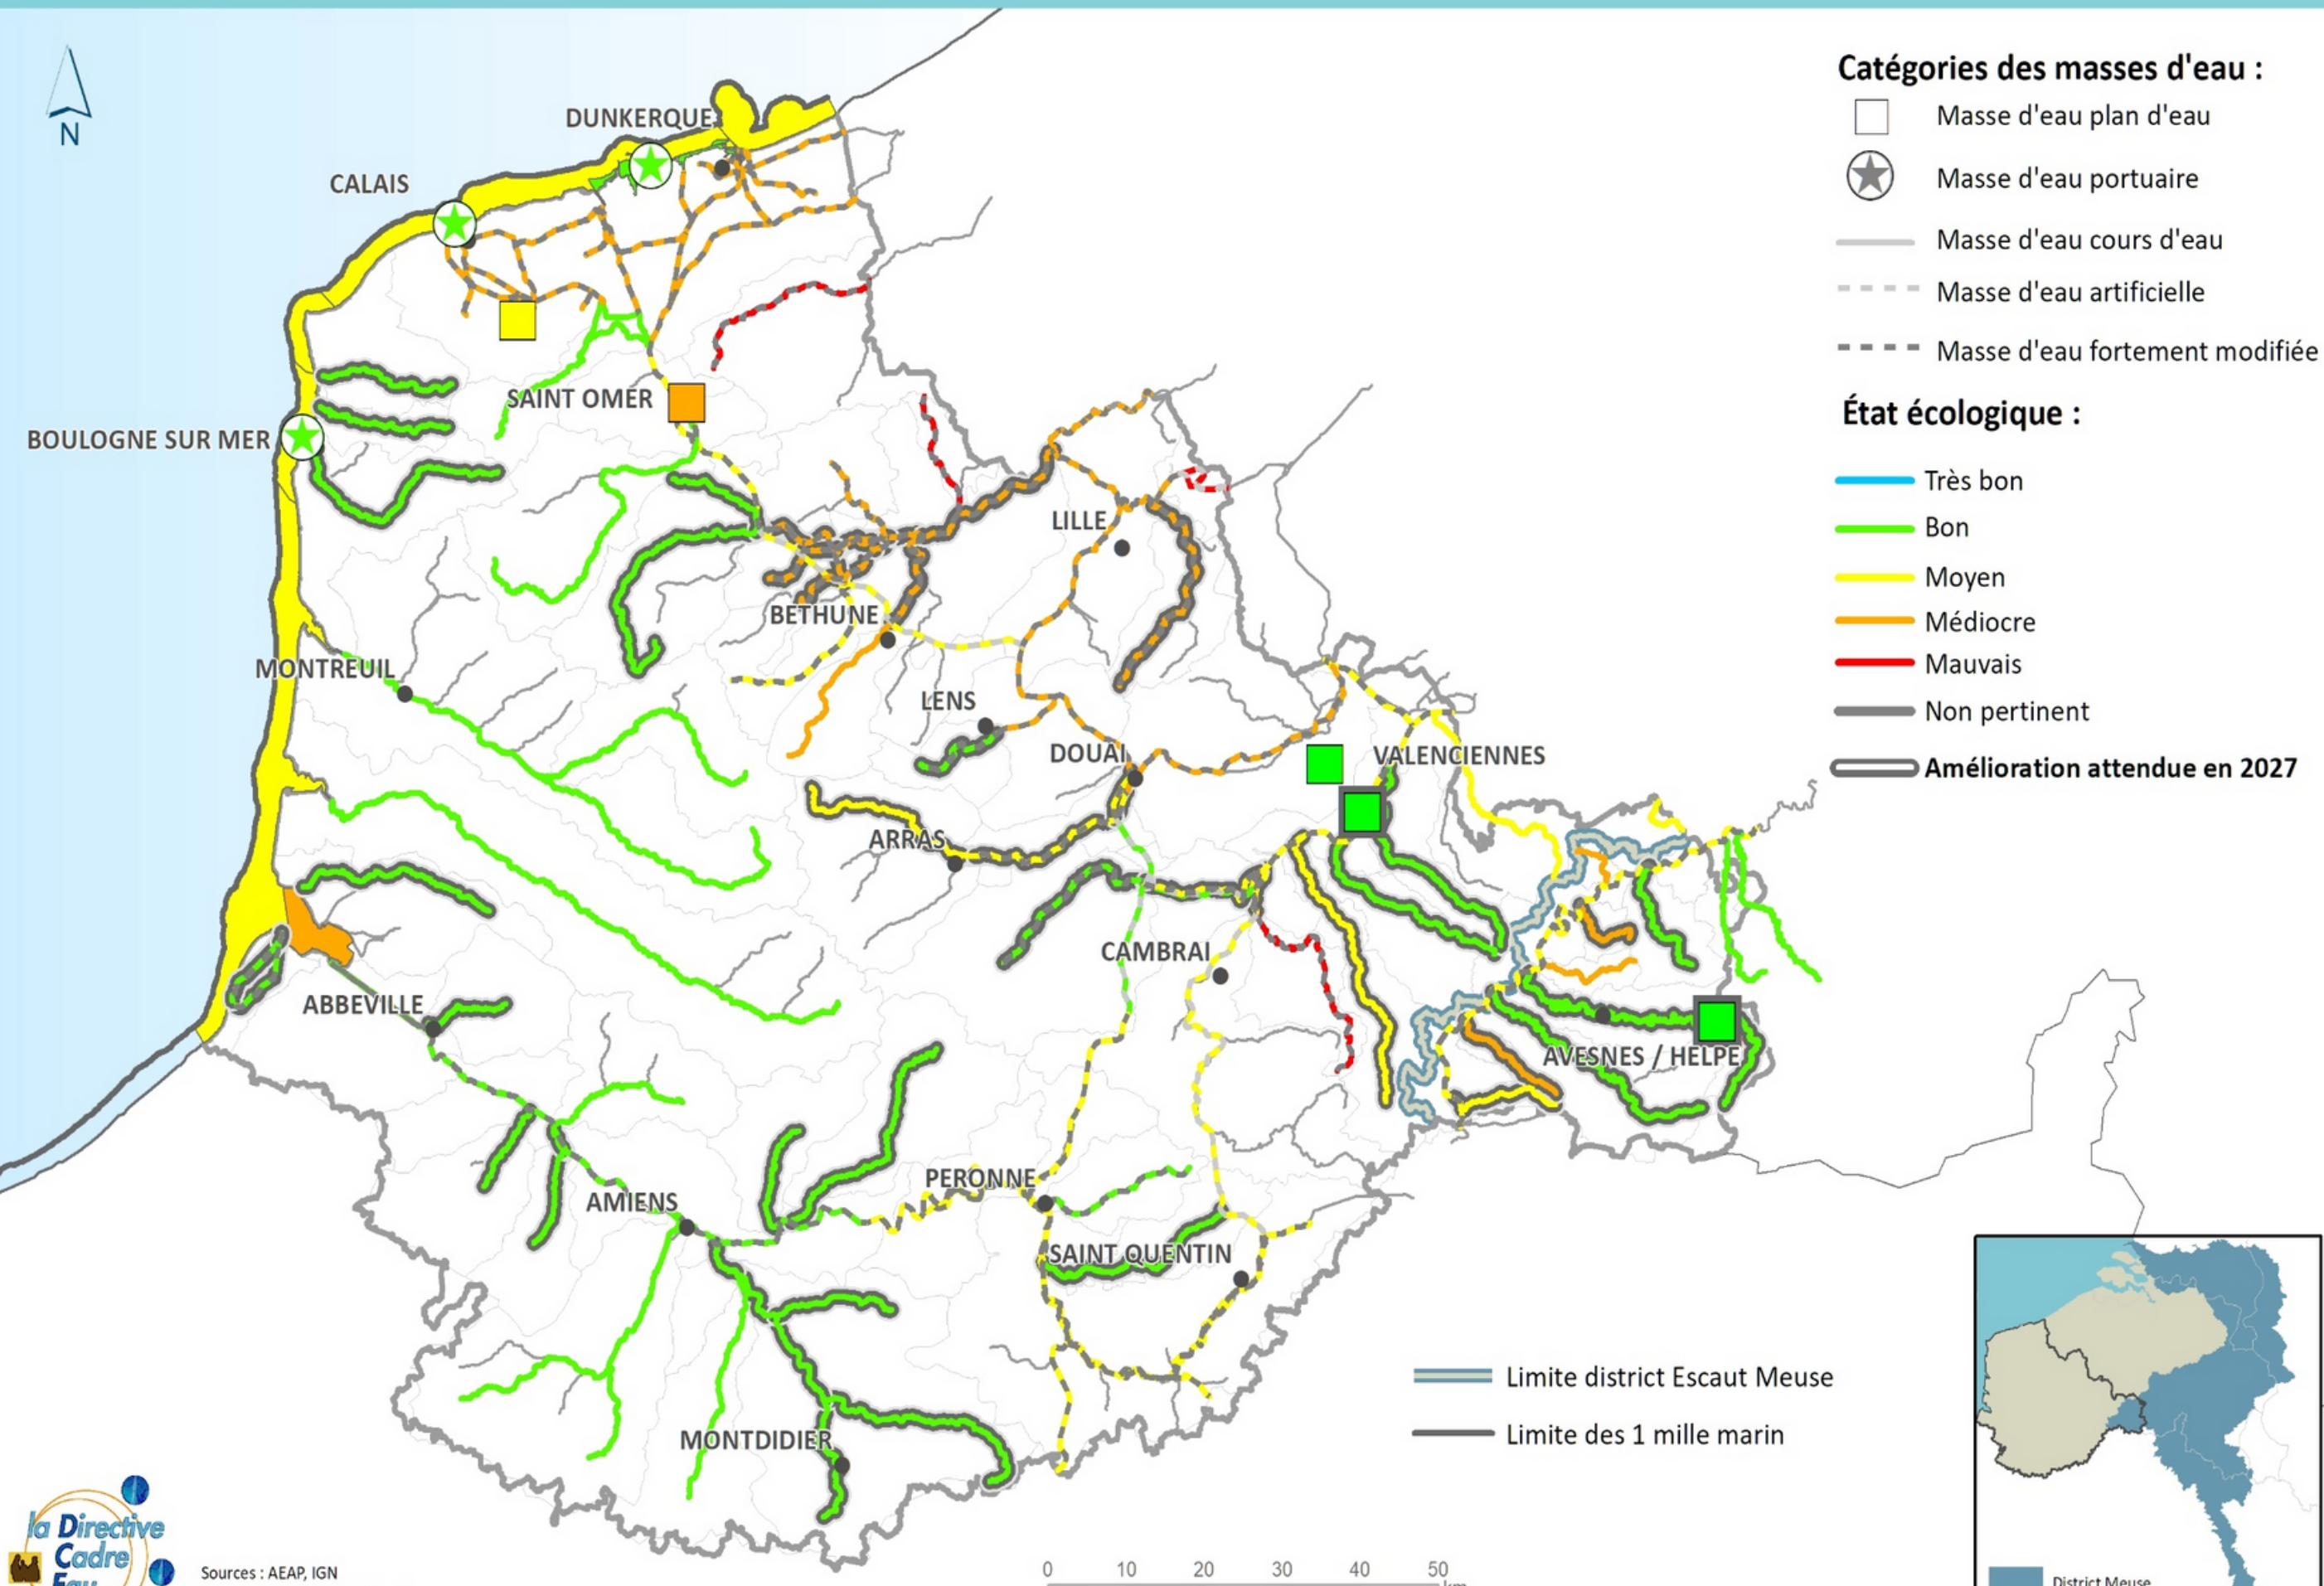 N
DUNKERQUE
CALAIS
SAINT OMER
BOULOGNE SUR MER
LILLE
BETHUNE
MONTREUIL
LENS
DOUAI
VALENCIENNES
ARRAS
CAMBRAI
ABBEVILLE
AVESNES / HELPE
PERONNE
AMIENS
SAINT QUENTIN
MONTDIDIER
Catégories des masses d'eau :
Masse d'eau plan d'eau
Masse d'eau portuaire
Masse d'eau cours d'eau
Masse d'eau artificielle
Masse d'eau fortement modifiée
État écologique :
Très bon
Bon
Moyen
Médiocre
Mauvais
Non pertinent
Amélioration attendue en 2027
Limite district Escaut Meuse
Limite des 1 mille marin
la Directive
Cadre
Eau
Sources : AEAP, IGN
0 10 20 30 40 50
km
District Meuse